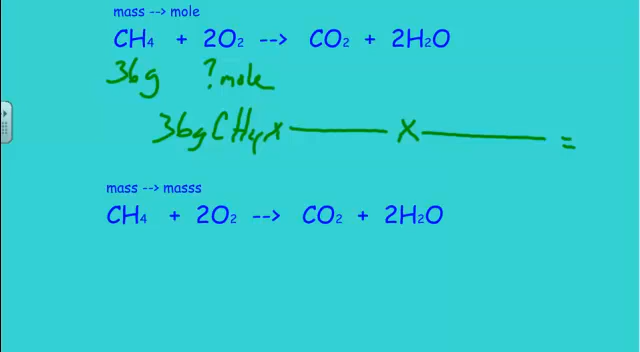 mass --> mole
CH₄ + 2O₂ --> CO₂ + 2H₂O
36g ? mole
36g CH₄ x ——— x ——— =
mass --> masss
CH₄ + 2O₂ --> CO₂ + 2H₂O